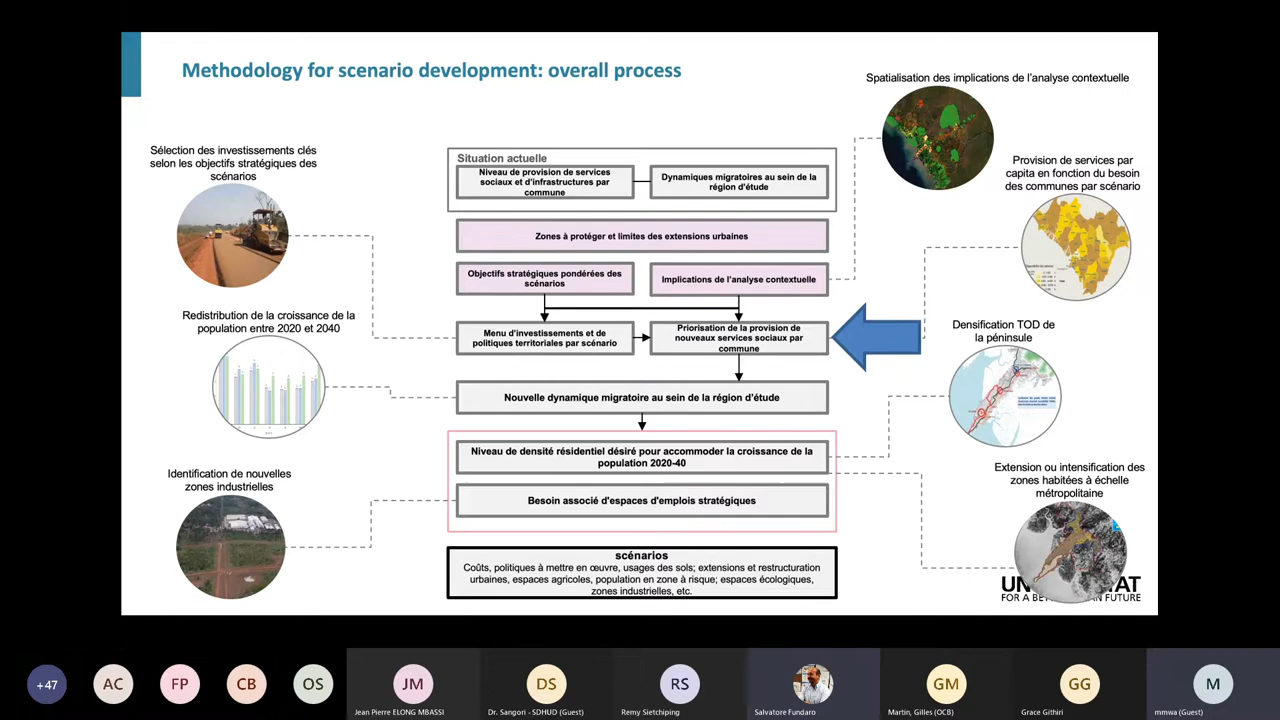 Methodology for scenario development: overall process
Spatialisation des implications de l'analyse contextuelle
Sélection des investissements clés
selon les objectifs stratégiques des
scénarios
Situation actuelle
Niveau de provision de services
sociaux et d'infrastructures par
commune
Dynamiques migratoires au sein de la
région d'étude
Provision de services par
capita en fonction du besoin
des communes par scénario
Zones à protéger et limites des extensions urbaines
Objectifs stratégiques pondérées des
scénarios
Implications de l'analyse contextuelle
Redistribution de la croissance de la
population entre 2020 et 2040
Menu d'investissements et de
politiques territoriales par scénario
Priorisation de la provision de
nouveaux services sociaux par
commune
Densification TOD de
la péninsule
Nouvelle dynamique migratoire au sein de la région d'étude
Niveau de densité résidentiel désiré pour accommoder la croissance de la
population 2020-40
Identification de nouvelles
zones industrielles
Besoin associé d'espaces d'emplois stratégiques
Extension ou intensification des
zones habitées à échelle
métropolitaine
scénarios
Coûts, politiques à mettre en œuvre, usages des sols; extensions et restructuration
urbaines, espaces agricoles, population en zone à risque; espaces écologiques,
zones industrielles, etc.
+47
AC
FP
CB
OS
JM
DS
RS
GM
GG
M
Jean Pierre ELONG MBASSI
Dr. Sangori - SDHUD (Guest)
Remy Sietchiping
Salvatore Fundaro
Martin, Gilles (OCB)
Grace Githiri
mmwa (Guest)